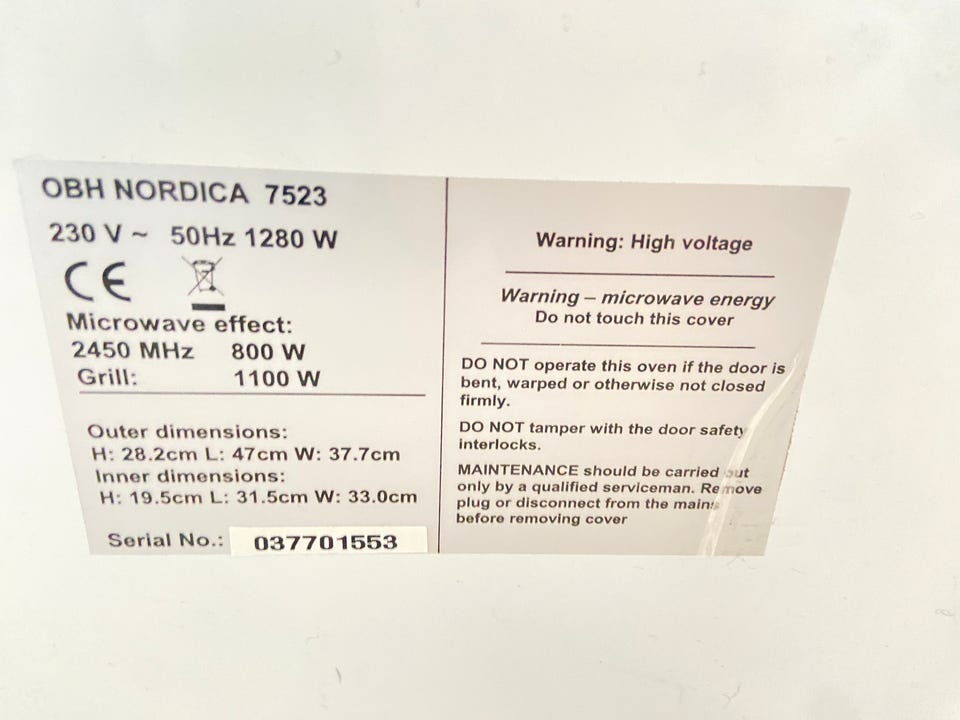 OBH NORDICA 7523
230 V ~ 50Hz 1280 W
CE
Microwave effect:
2450 MHz 800 W
Grill: 1100 W
Outer dimensions:
H: 28.2cm L: 47cm W: 37.7cm
Inner dimensions:
H: 19.5cm L: 31.5cm W: 33.0cm
Serial No.: 037701553
Warning: High voltage
Warning – microwave energy
Do not touch this cover
DO NOT operate this oven if the door is
bent, warped or otherwise not closed
firmly.
DO NOT tamper with the door safety
interlocks.
MAINTENANCE should be carried out
only by a qualified serviceman. Remove
plug or disconnect from the mains
before removing cover